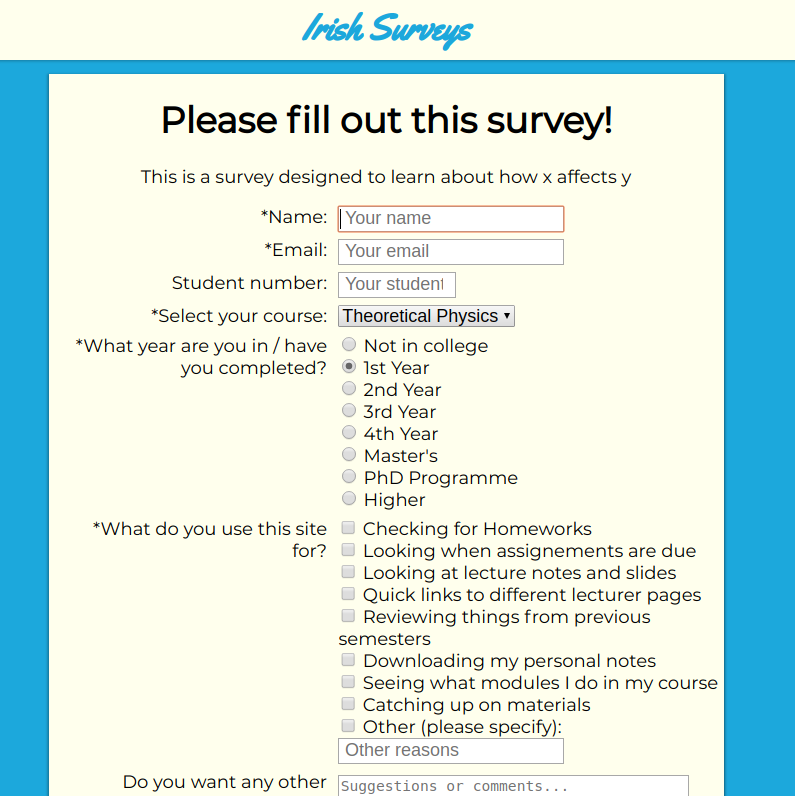 Irish Surveys
Please fill out this survey!
This is a survey designed to learn about how x affects y
*Name: Your name
*Email: Your email
Student number: Your student
*Select your course: Theoretical Physics
*What year are you in / have
you completed?
Not in college
1st Year
2nd Year
3rd Year
4th Year
Master's
PhD Programme
Higher
*What do you use this site
for?
Checking for Homeworks
Looking when assignements are due
Looking at lecture notes and slides
Quick links to different lecturer pages
Reviewing things from previous
semesters
Downloading my personal notes
Seeing what modules I do in my course
Catching up on materials
Other (please specify):
Other reasons
Do you want any other
Suggestions or comments...